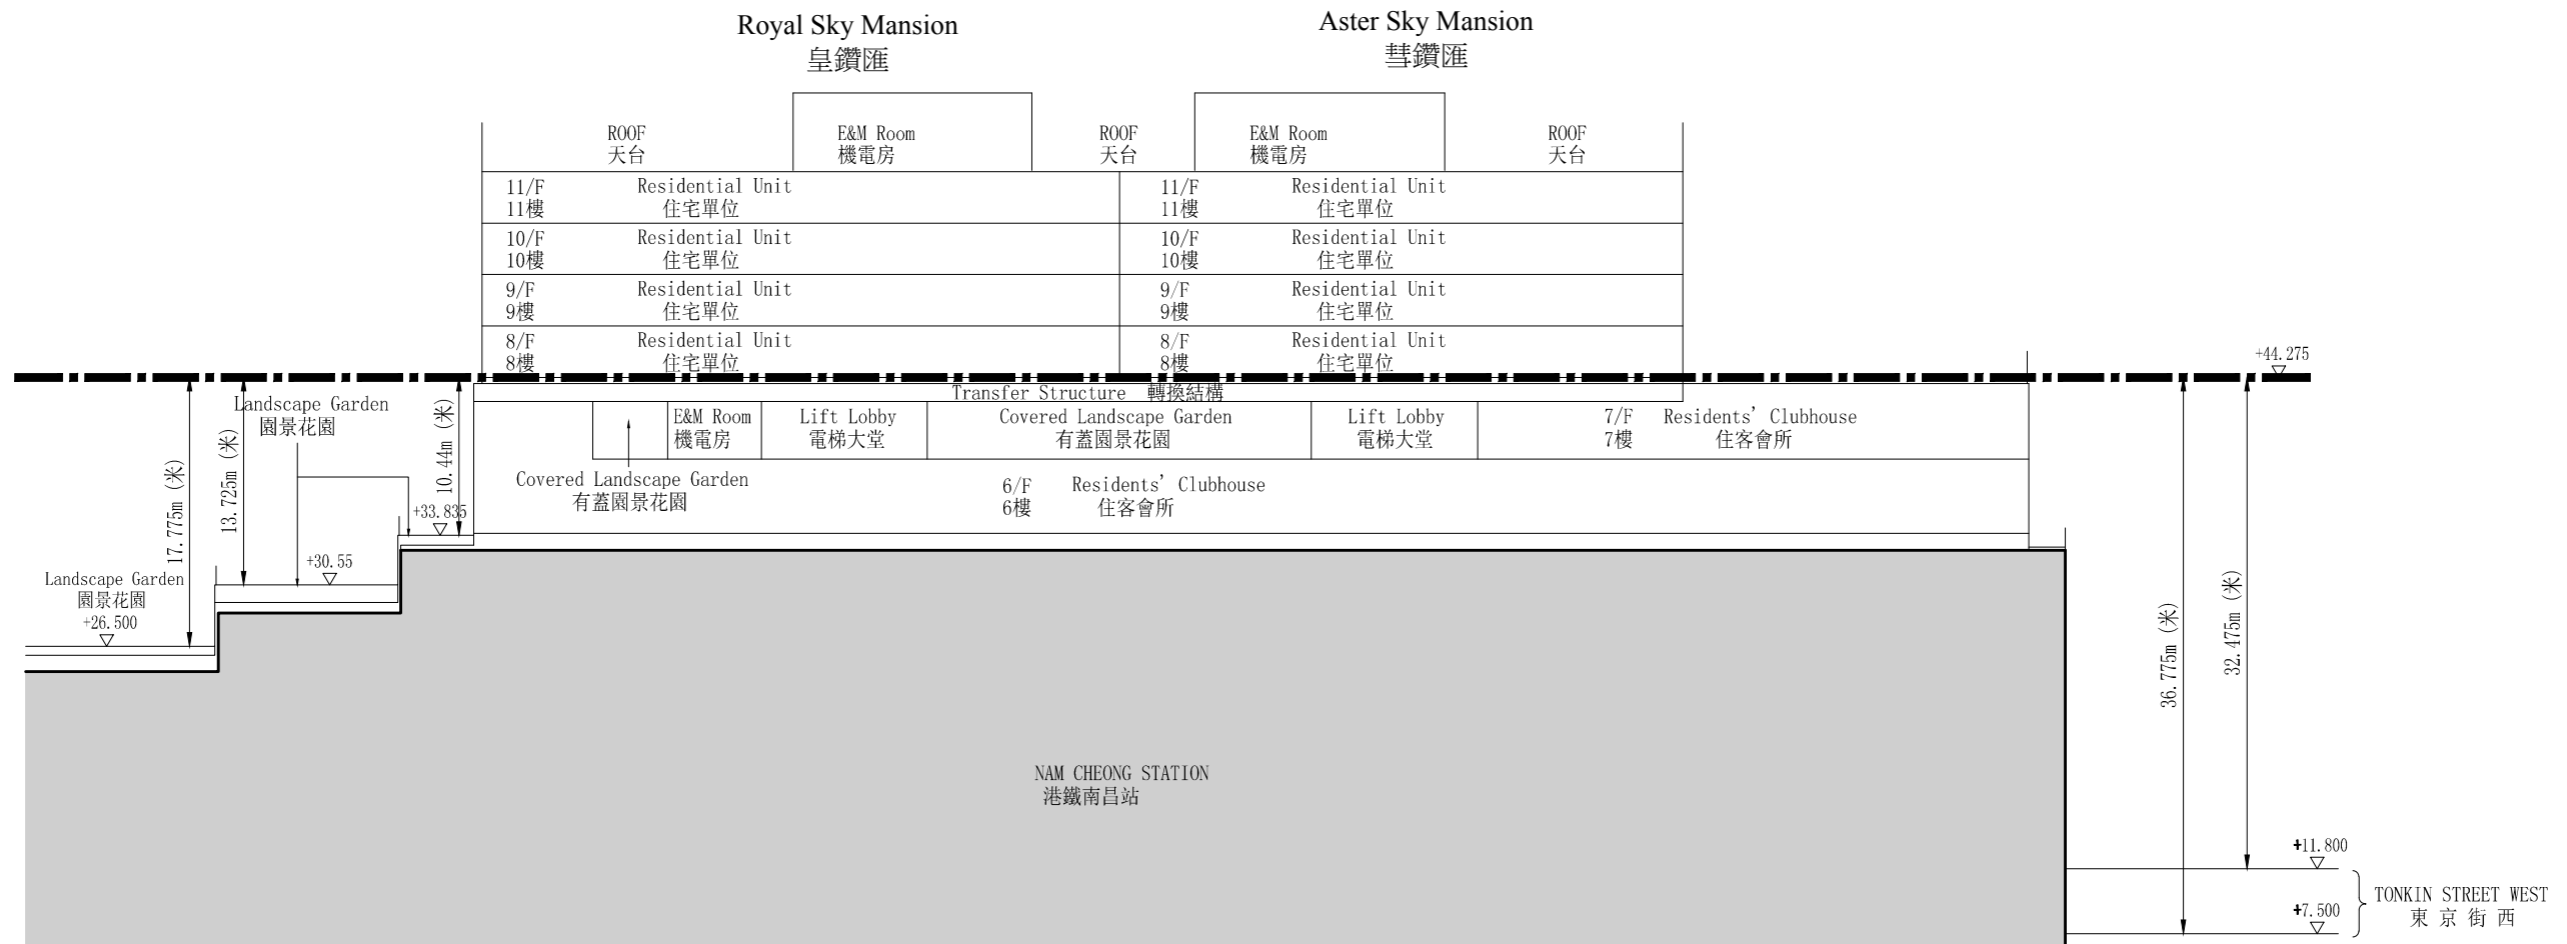 Royal Sky Mansion
皇鑽匯
Aster Sky Mansion
彗鑽匯
ROOF
天台
E&M Room
機電房
ROOF
天台
E&M Room
機電房
ROOF
天台
11/F Residential Unit
11樓 住宅單位
11/F Residential Unit
11樓 住宅單位
10/F Residential Unit
10樓 住宅單位
10/F Residential Unit
10樓 住宅單位
9/F Residential Unit
9樓 住宅單位
9/F Residential Unit
9樓 住宅單位
8/F Residential Unit
8樓 住宅單位
8/F Residential Unit
8樓 住宅單位
+44.275
Transfer Structure 轉換結構
Landscape Garden
園景花園
17.775m (米)
13.725m (米)
10.44m (米)
E&M Room
機電房
Lift Lobby
電梯大堂
Covered Landscape Garden
有蓋園景花園
Lift Lobby
電梯大堂
7/F Residents' Clubhouse
7樓 住客會所
Covered Landscape Garden
有蓋園景花園
6/F Residents' Clubhouse
6樓 住客會所
+33.835
+30.55
Landscape Garden
園景花園
+26.500
36.775m (米)
32.475m (米)
NAM CHEONG STATION
港鐵南昌站
+11.800
+7.500
TONKIN STREET WEST
東京街西